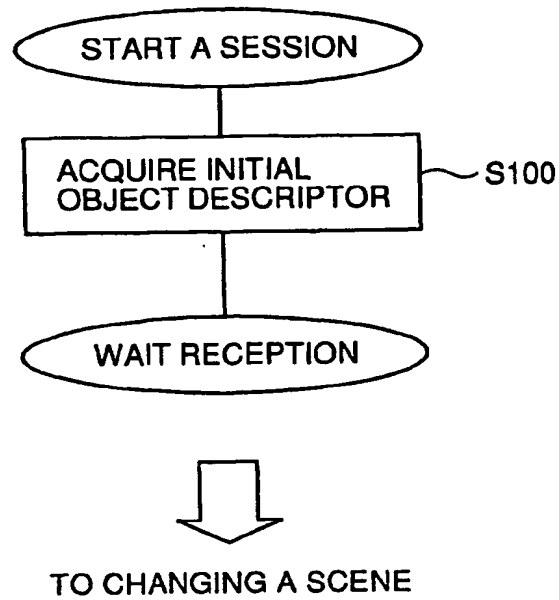 START A SESSION
ACQUIRE INITIAL
OBJECT DESCRIPTOR
S100
WAIT RECEPTION
TO CHANGING A SCENE